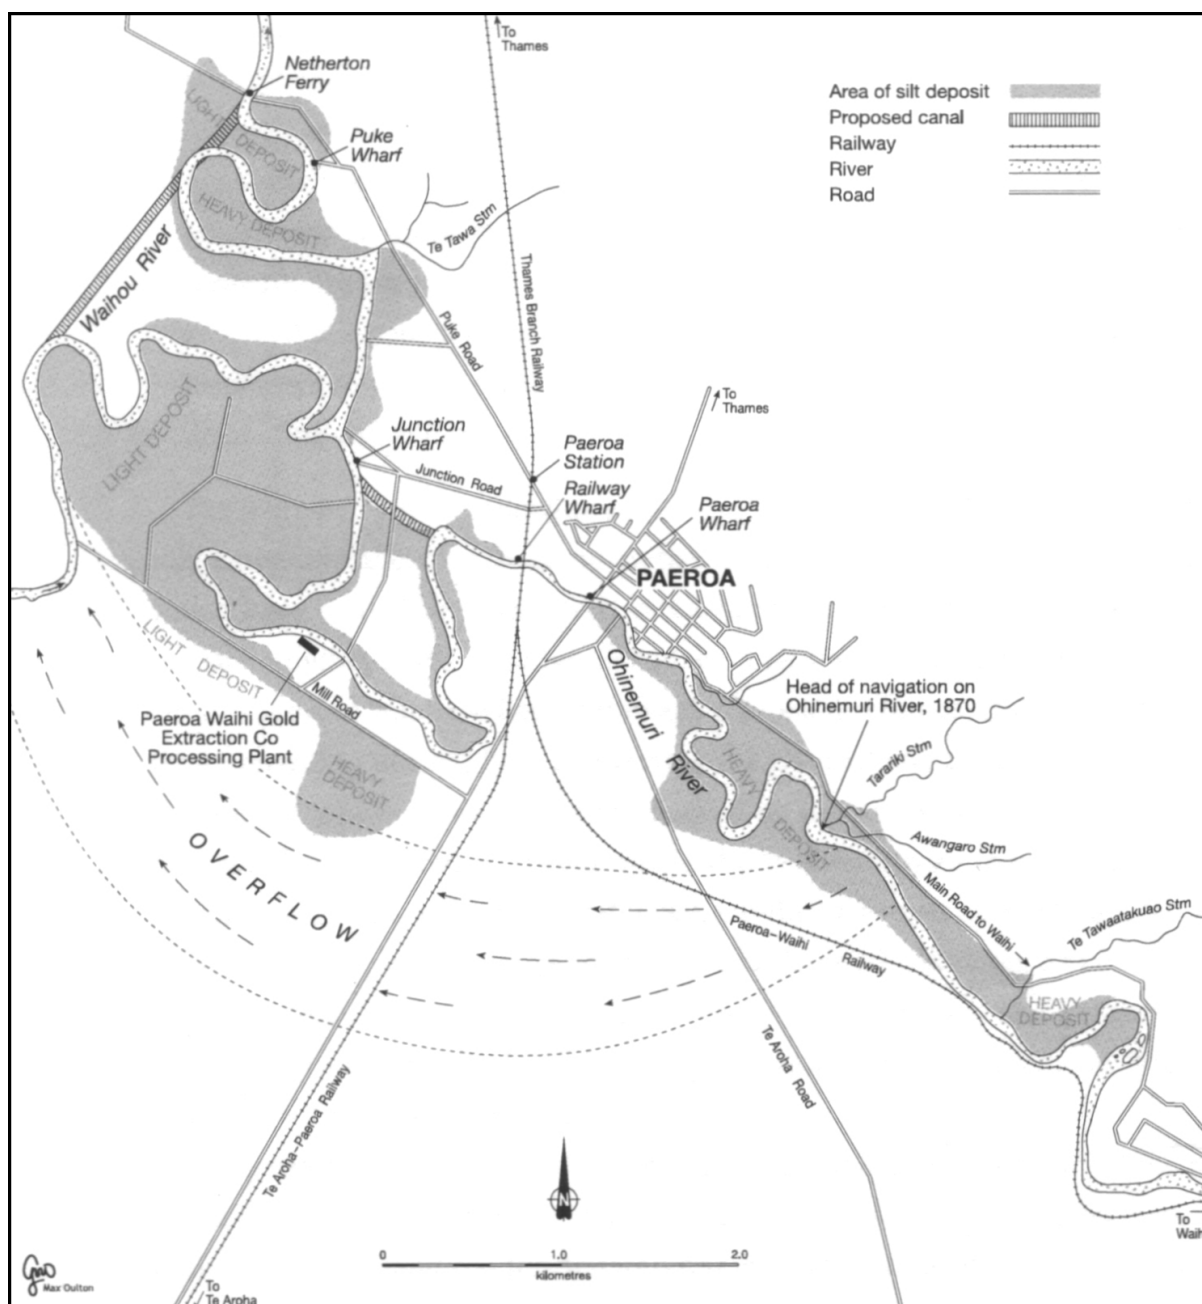 To
Thames
Netherton
Ferry
Area of silt deposit
Proposed canal
Railway
River
Road
LIGHT DEPOSIT
Puke
Wharf
HEAVY DEPOSIT
Te Tawa Stm
Waihou River
Thames Branch Railway
Puke Road
LIGHT DEPOSIT
To
Thames
Junction
Wharf
Junction Road
Paeroa
Station
Railway
Wharf
Paeroa
Wharf
PAEROA
LIGHT DEPOSIT
Mill Road
Paeroa Waihi Gold
Extraction Co
Processing Plant
HEAVY
DEPOSIT
Ohinemuri River
Head of navigation on
Ohinemuri River, 1870
HEAVY
DEPOSIT
Tarariki Stm
Awangaro Stm
OVERFLOW
Main Road to Waihi
Te Tawaatakuao Stm
Paeroa-Waihi
Railway
HEAVY
DEPOSIT
Te Aroha-Paeroa Railway
Te Aroha Road
N
0 1.0 2.0
kilometres
To
Waihi
Max Oulton
To
Te Aroha